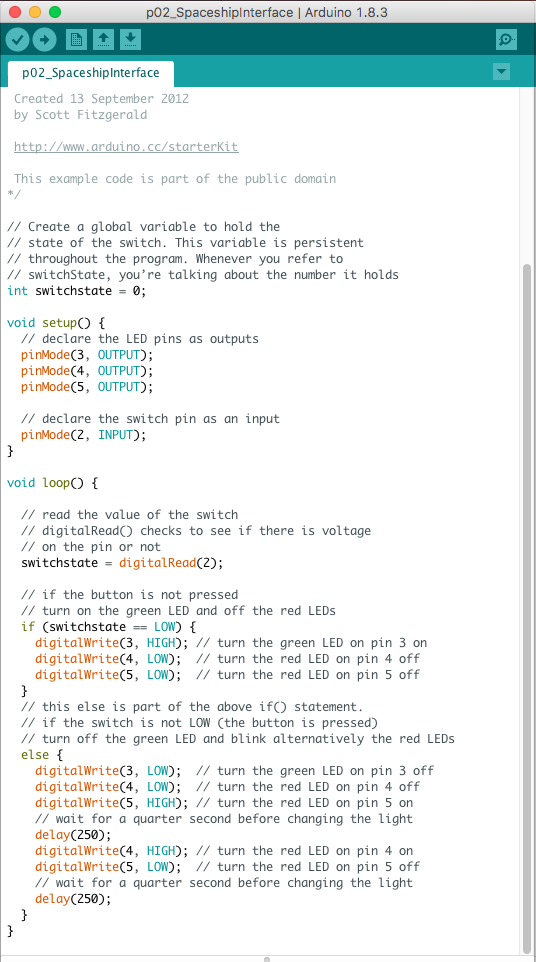 p02_SpaceshipInterface | Arduino 1.8.3
p02_SpaceshipInterface
Created 13 September 2012
by Scott Fitzgerald

http://www.arduino.cc/starterKit

This example code is part of the public domain
*/

// Create a global variable to hold the
// state of the switch. This variable is persistent
// throughout the program. Whenever you refer to
// switchState, you’re talking about the number it holds
int switchstate = 0;

void setup() {
  // declare the LED pins as outputs
  pinMode(3, OUTPUT);
  pinMode(4, OUTPUT);
  pinMode(5, OUTPUT);

  // declare the switch pin as an input
  pinMode(2, INPUT);
}

void loop() {

  // read the value of the switch
  // digitalRead() checks to see if there is voltage
  // on the pin or not
  switchstate = digitalRead(2);

  // if the button is not pressed
  // turn on the green LED and off the red LEDs
  if (switchstate == LOW) {
    digitalWrite(3, HIGH); // turn the green LED on pin 3 on
    digitalWrite(4, LOW);  // turn the red LED on pin 4 off
    digitalWrite(5, LOW);  // turn the red LED on pin 5 off
  }
  // this else is part of the above if() statement.
  // if the switch is not LOW (the button is pressed)
  // turn off the green LED and blink alternatively the red LEDs
  else {
    digitalWrite(3, LOW);  // turn the green LED on pin 3 off
    digitalWrite(4, LOW);  // turn the red LED on pin 4 off
    digitalWrite(5, HIGH); // turn the red LED on pin 5 on
    // wait for a quarter second before changing the light
    delay(250);
    digitalWrite(4, HIGH); // turn the red LED on pin 4 on
    digitalWrite(5, LOW);  // turn the red LED on pin 5 off
    // wait for a quarter second before changing the light
    delay(250);
  }
}